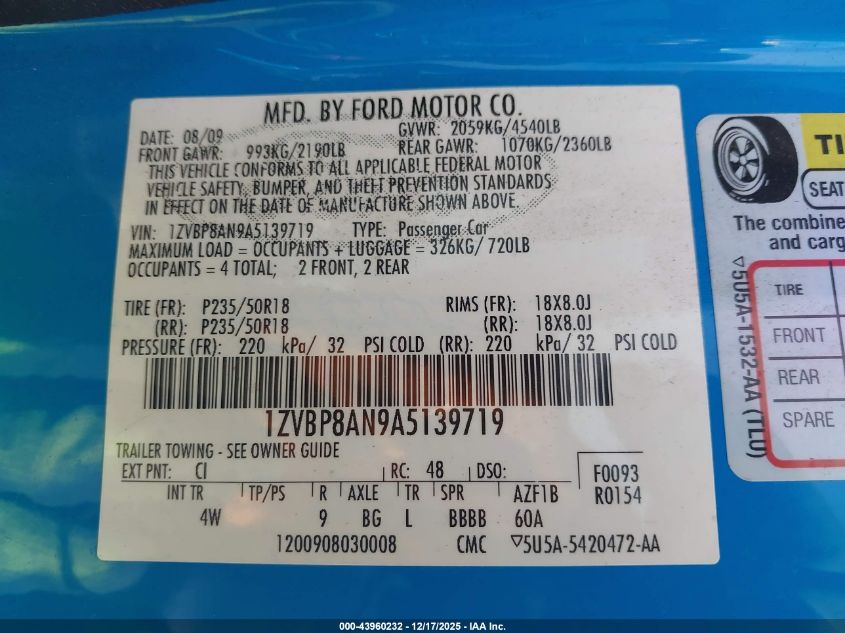 MFD. BY FORD MOTOR CO.
DATE: 08/09 GVWR: 2059KG/4540LB
FRONT GAWR: 993KG/2190LB REAR GAWR: 1070KG/2360LB
THIS VEHICLE CONFORMS TO ALL APPLICABLE FEDERAL MOTOR
VEHICLE SAFETY, BUMPER, AND THEFT PREVENTION STANDARDS
IN EFFECT ON THE DATE OF MANUFACTURE SHOWN ABOVE.
VIN: 1ZVBP8AN9A5139719 TYPE: Passenger Car
MAXIMUM LOAD = OCCUPANTS + LUGGAGE = 326KG/ 720LB
OCCUPANTS = 4 TOTAL; 2 FRONT, 2 REAR
TIRE (FR): P235/50R18 RIMS (FR): 18X8.0J
(RR): P235/50R18 (RR): 18X8.0J
PRESSURE (FR): 220 kPa/ 32 PSI COLD (RR): 220 kPa/ 32 PSI COLD
1ZVBP8AN9A5139719
TRAILER TOWING - SEE OWNER GUIDE
EXT PNT: CI RC: 48 DSO: F0093
R0154
INT TR TP/PS R AXLE TR SPR AZF1B
4W 9 BG L BBBB 60A
1200908030008 CMC ▽5U5A-5420472-AA
TI
SEAT
The combine
and carg
TIRE
FRONT
REAR
SPARE
▽5U5A-1532-AA (TLU)
000-43960232 - 12/17/2025 - IAA Inc.